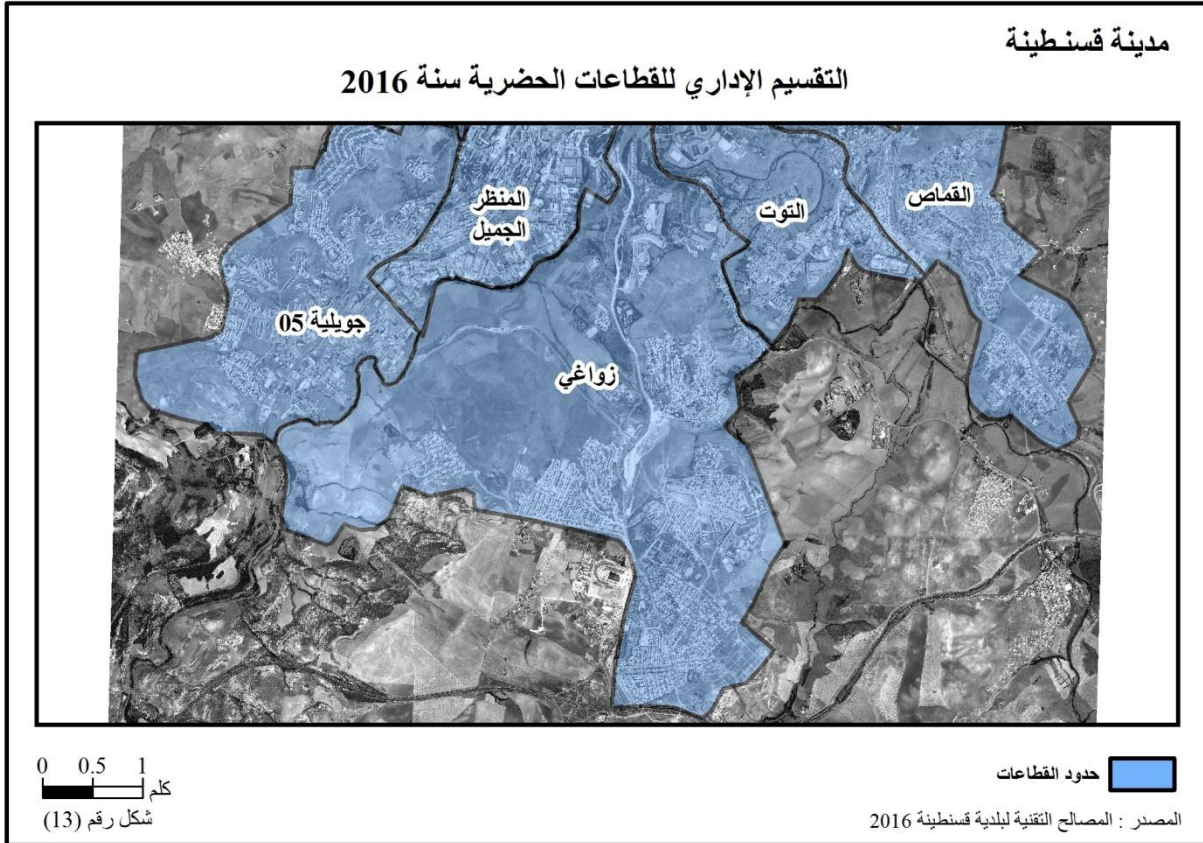 مدينة قسنطينة
التقسيم الإداري للقطاعات الحضرية سنة 2016
القماص
التوت
المنظر
الجميل
جويلية 05
زواغي
حدود القطاعات
0 0.5 1
كلم
المصدر : المصالح التقنية لبلدية قسنطينة 2016
شكل رقم (13)